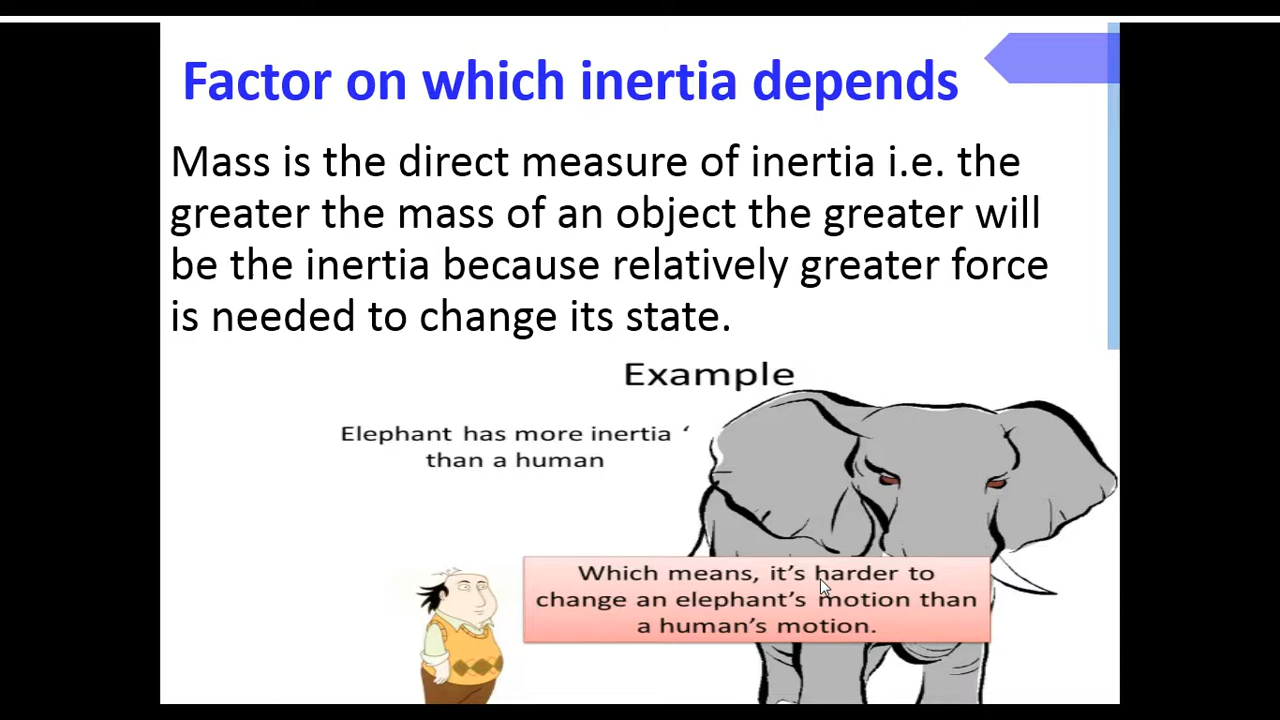 Factor on which inertia depends
Mass is the direct measure of inertia i.e. the
greater the mass of an object the greater will
be the inertia because relatively greater force
is needed to change its state.
Example
Elephant has more inertia ‘
than a human
Which means, it’s harder to
change an elephant’s motion than
a human’s motion.